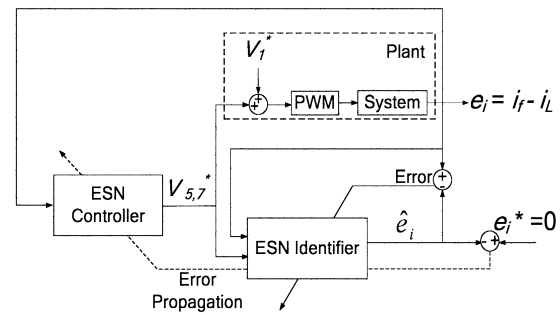 V1*
Plant
PWM
System
ei = if - iL
ESN
Controller
V5,7*
Error
ESN Identifier
êi
ei* =0
Error
Propagation